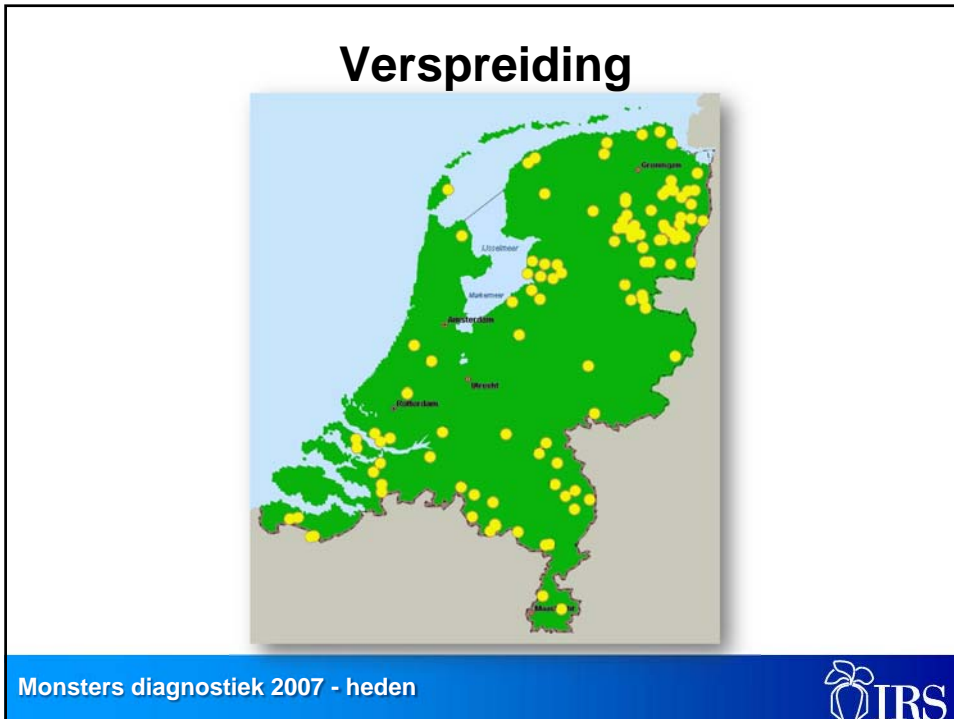 Verspreiding
Groningen
IJsselmeer
Markermeer
Amsterdam
Utrecht
Rotterdam
Monsters diagnostiek 2007 - heden
IRS